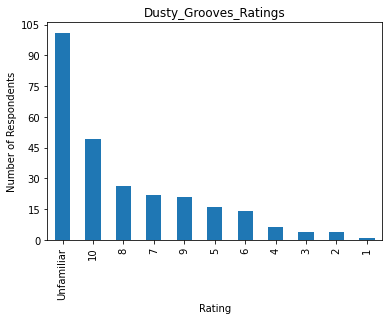 Dusty_Grooves_Ratings
Number of Respondents
105
90
75
60
45
30
15
0
Unfamiliar 10 8 7 9 5 6 4 3 2 1
Rating